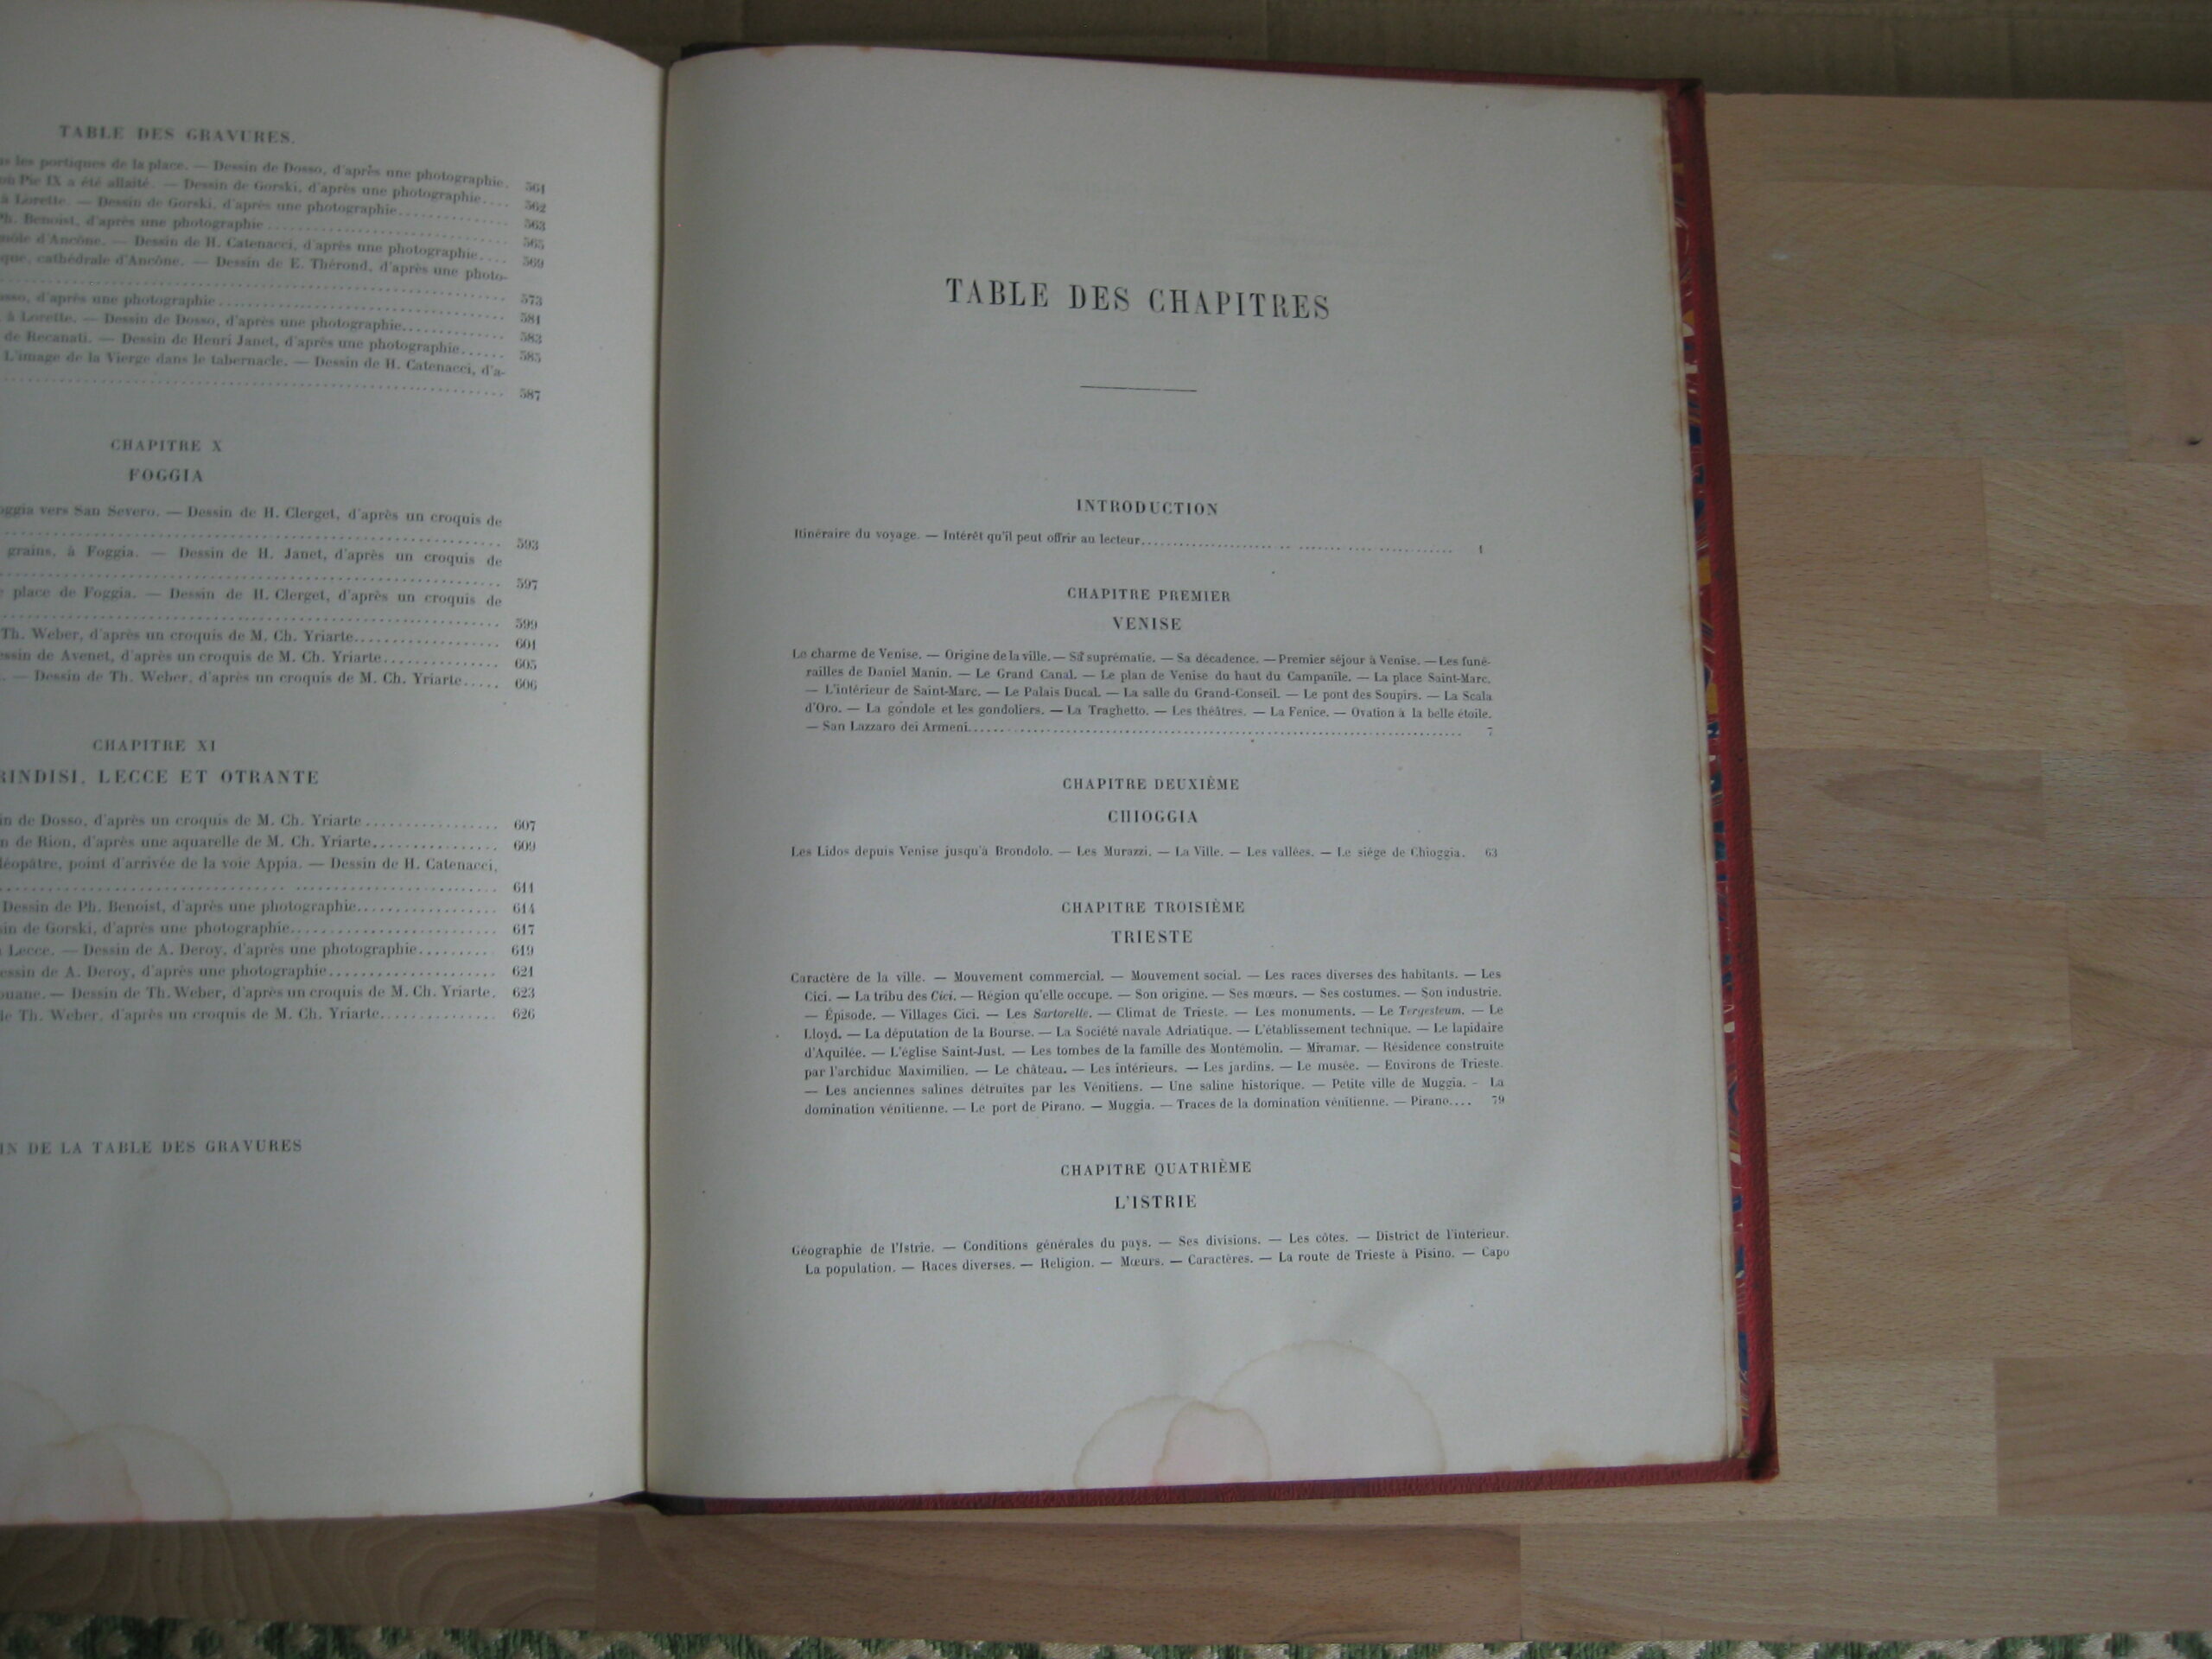 TABLE DES GRAVURES.
les portiques de la place. — Dessin de Dosso, d'après une photographie. 561
Pie IX a été allaité. — Dessin de Gorski, d'après une photographie.... 562
à Lorette. — Dessin de Gorski, d'après une photographie................ 563
Ph. Benoist, d'après une photographie ................................ 565
môle d'Ancône. — Dessin de H. Catenacci, d'après une photographie.... 569
cathédrale d'Ancône. — Dessin de E. Thérond, d'après une photo-
................................ 573
d'après une photographie ................................ 581
à Lorette. — Dessin de Dosso, d'après une photographie................ 583
de Recanati. — Dessin de Henri Janet, d'après une photographie...... 585
L'image de la Vierge dans le tabernacle. — Dessin de H. Catenacci, d'a-
................................ 587
CHAPITRE X
FOGGIA
vers San Severo. — Dessin de H. Clerget, d'après un croquis de
................................ 593
grains, à Foggia. — Dessin de H. Janet, d'après un croquis de
................................ 597
place de Foggia. — Dessin de H. Clerget, d'après un croquis de
................................ 599
Th. Weber, d'après un croquis de M. Ch. Yriarte................ 601
de Avenet, d'après un croquis de M. Ch. Yriarte............. 605
— Dessin de Th. Weber, d'après un croquis de M. Ch. Yriarte..... 606
CHAPITRE XI
RINDISI, LECCE ET OTRANTE
de Dosso, d'après un croquis de M. Ch. Yriarte ................ 607
de Rion, d'après une aquarelle de M. Ch. Yriarte............... 609
point d'arrivée de la voie Appia. — Dessin de H. Catenacci,
................................ 611
Dessin de Ph. Benoist, d'après une photographie................. 614
de Gorski, d'après une photographie......................... 617
Lecce. — Dessin de A. Deroy, d'après une photographie......... 619
de A. Deroy, d'après une photographie..................... 621
— Dessin de Th. Weber, d'après un croquis de M. Ch. Yriarte. 623
Th. Weber, d'après un croquis de M. Ch. Yriarte.............. 626
DE LA TABLE DES GRAVURES
TABLE DES CHAPITRES
INTRODUCTION
Itinéraire du voyage. — Intérêt qu'il peut offrir au lecteur................................ 1
CHAPITRE PREMIER
VENISE
Le charme de Venise. — Origine de la ville. — Sa suprématie. — Sa décadence. — Premier séjour à Venise. — Les funé-
railles de Daniel Manin. — Le Grand Canal. — Le plan de Venise du haut du Campanile. — La place Saint-Marc.
— L'intérieur de Saint-Marc. — Le Palais Ducal. — La salle du Grand-Conseil. — Le pont des Soupirs. — La Scala
d'Oro. — La gondole et les gondoliers. — La Traghetto. — Les théâtres. — La Fenice. — Ovation à la belle étoile.
— San Lazzaro dei Armeni................................ 7
CHAPITRE DEUXIÈME
CHIOGGIA
Les Lidos depuis Venise jusqu'à Brondolo. — Les Murazzi. — La Ville. — Les vallées. — Le siége de Chioggia. 63
CHAPITRE TROISIÈME
TRIESTE
Caractère de la ville. — Mouvement commercial. — Mouvement social. — Les races diverses des habitants. — Les
Cici. — La tribu des Cici. — Région qu'elle occupe. — Son origine. — Ses mœurs. — Ses costumes. — Son industrie.
— Épisode. — Villages Cici. — Les Sartorelle. — Climat de Trieste. — Les monuments. — Le Tergesteum. — Le
Lloyd. — La députation de la Bourse. — La Société navale Adriatique. — L'établissement technique. — Le lapidaire
d'Aquilée. — L'église Saint-Just. — Les tombes de la famille des Montémolin. — Miramar. — Résidence construite
par l'archiduc Maximilien. — Le château. — Les intérieurs. — Les jardins. — Le musée. — Environs de Trieste.
— Les anciennes salines détruites par les Vénitiens. — Une saline historique. — Petite ville de Muggia. - La
domination vénitienne. — Le port de Pirano. — Muggia. — Traces de la domination vénitienne. — Pirano.... 79
CHAPITRE QUATRIÈME
L'ISTRIE
Géographie de l'Istrie. — Conditions générales du pays. — Ses divisions. — Les côtes. — District de l'intérieur.
La population. — Races diverses. — Religion. — Mœurs. — Caractères. — La route de Trieste à Pisino. — Capo